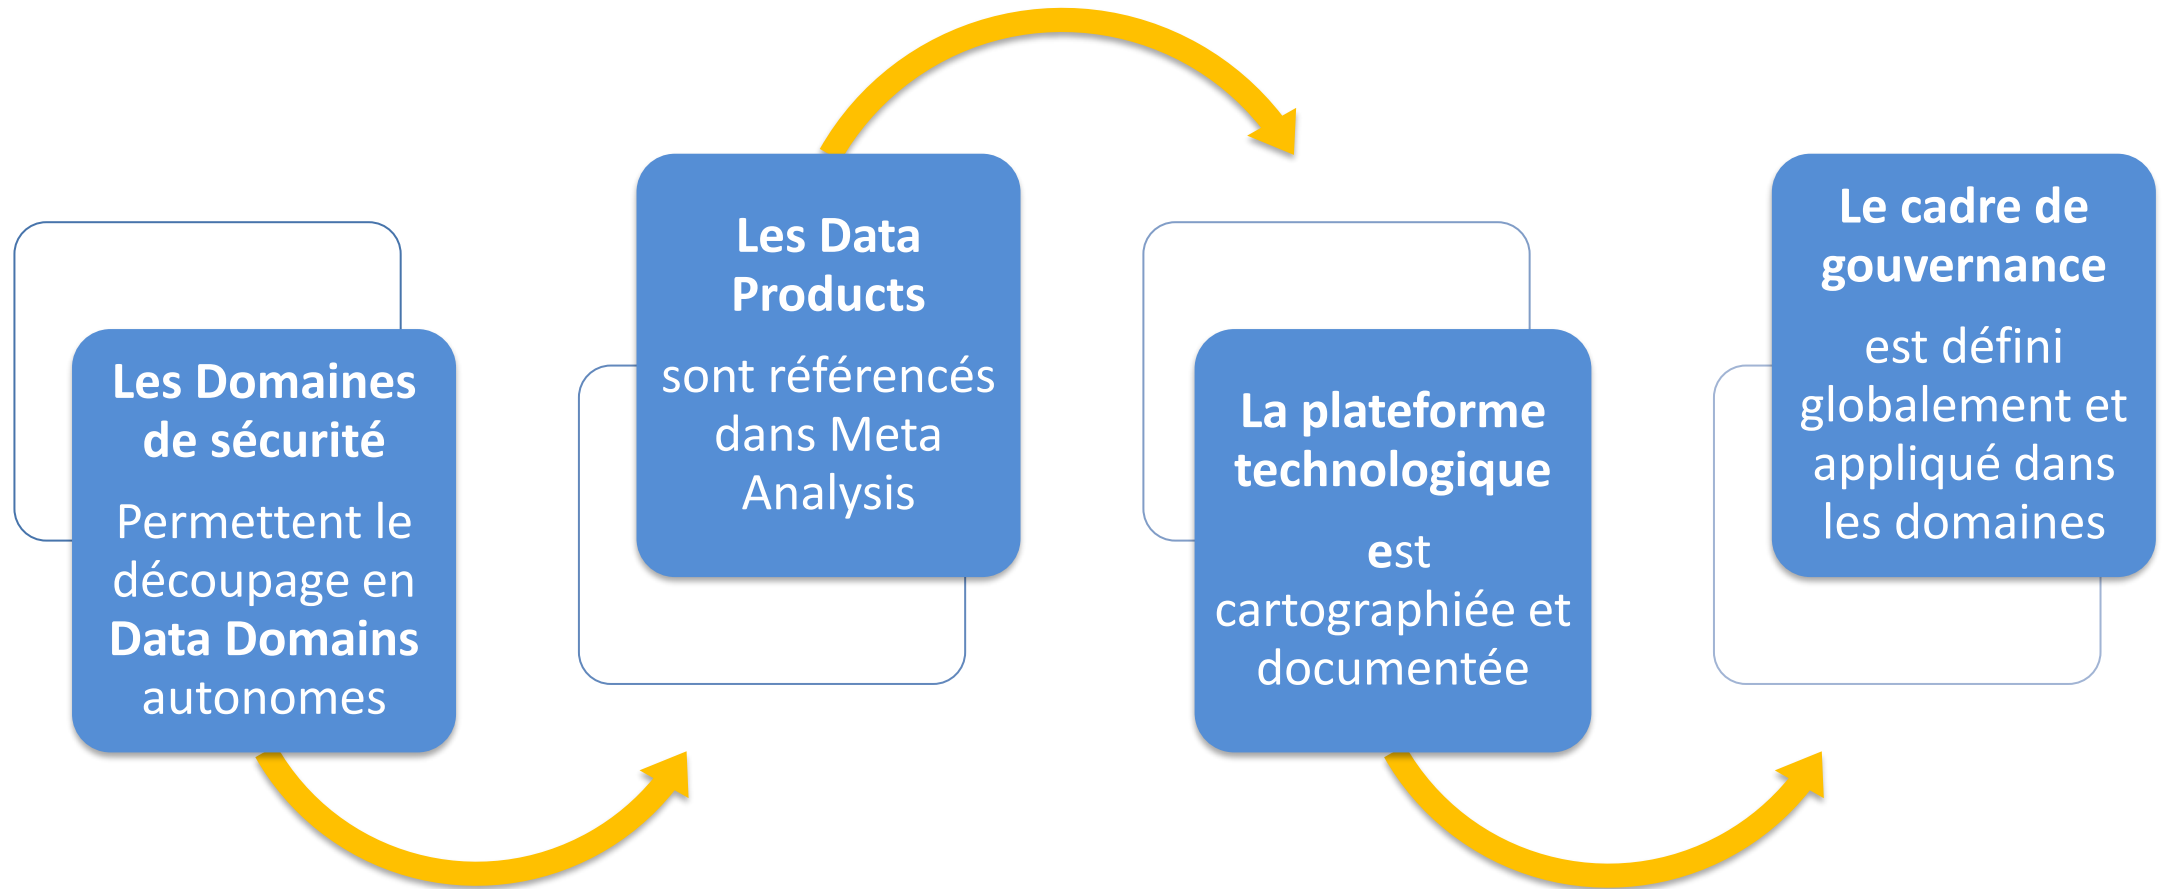 Les Domaines
de sécurité
Permettent le
découpage en
Data Domains
autonomes
Les Data
Products
sont référencés
dans Meta
Analysis
La plateforme
technologique
est
cartographiée et
documentée
Le cadre de
gouvernance
est défini
globalement et
appliqué dans
les domaines